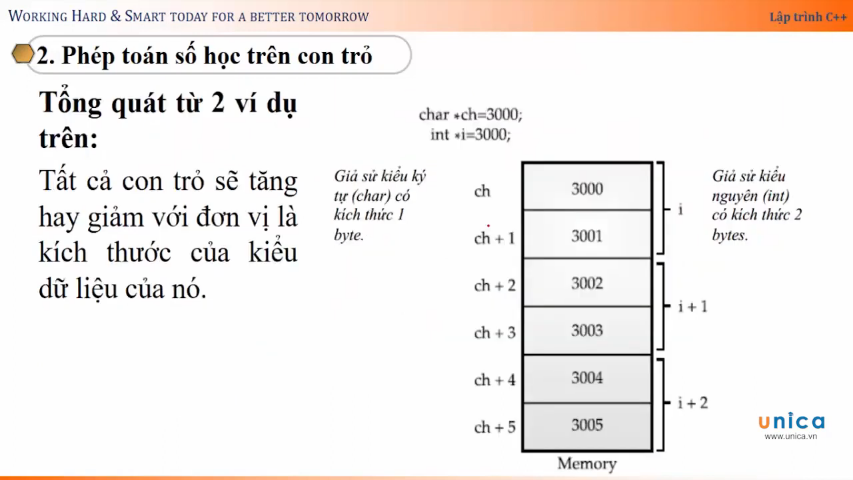 WORKING HARD & SMART TODAY FOR A BETTER TOMORROW
Lập trình C++
2. Phép toán số học trên con trỏ
Tổng quát từ 2 ví dụ
trên:
Tất cả con trỏ sẽ tăng
hay giảm với đơn vị là
kích thước của kiểu
dữ liệu của nó.
char *ch=3000;
int *i=3000;
Giả sử kiểu ký
tự (char) có
kích thức 1
byte.
ch
ch + 1
ch + 2
ch + 3
ch + 4
ch + 5
3000
3001
3002
3003
3004
3005
Memory
i
i + 1
i + 2
Giả sử kiểu
nguyên (int)
có kích thức 2
bytes.
unica
www.unica.vn